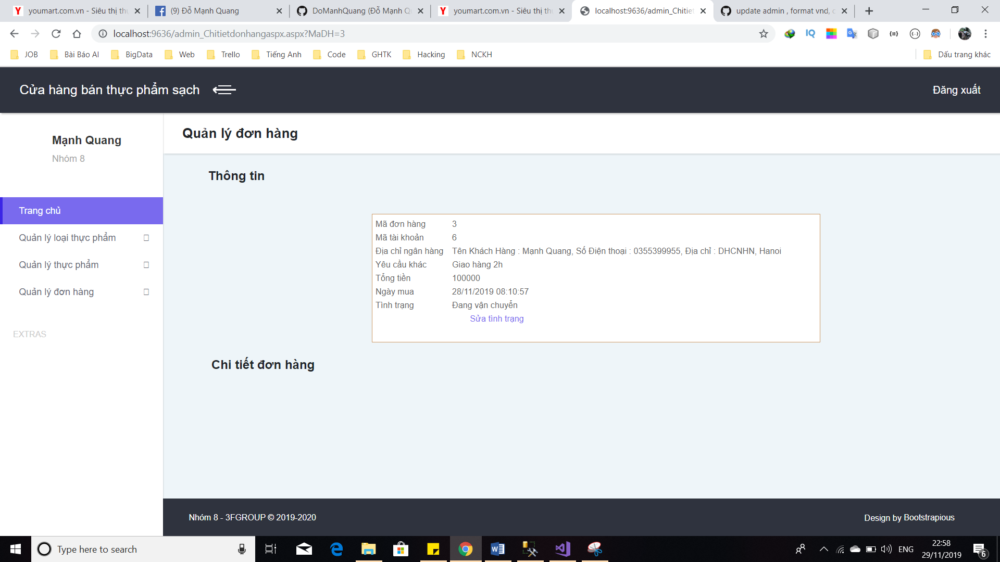 youmart.com.vn - Siêu thị th
(9) Đỗ Mạnh Quang
DoManhQuang (Đỗ Mạnh Q
youmart.com.vn - Siêu thị th
localhost:9636/admin_Chitiet
update admin , format vnd,
localhost:9636/admin_Chitietdonhangaspx.aspx?MaDH=3
JOB
Bài Báo AI
BigData
Web
Trello
Tiếng Anh
Code
GHTK
Hacking
NCKH
Dấu trang khác
Cửa hàng bán thực phẩm sạch
Đăng xuất
Mạnh Quang
Nhóm 8
Trang chủ
Quản lý loại thực phẩm
Quản lý thực phẩm
Quản lý đơn hàng
EXTRAS
Quản lý đơn hàng
Thông tin
Mã đơn hàng 3
Mã tài khoản 6
Địa chỉ ngân hàng Tên Khách Hàng : Mạnh Quang, Số Điện thoại : 0355399955, Địa chỉ : DHCNHN, Hanoi
Yêu cầu khác Giao hàng 2h
Tổng tiền 100000
Ngày mua 28/11/2019 08:10:57
Tình trạng Đang vận chuyển
Sửa tình trạng
Chi tiết đơn hàng
Nhóm 8 - 3FGROUP © 2019-2020
Design by Bootstrapious
Type here to search
ENG
22:58
29/11/2019
6